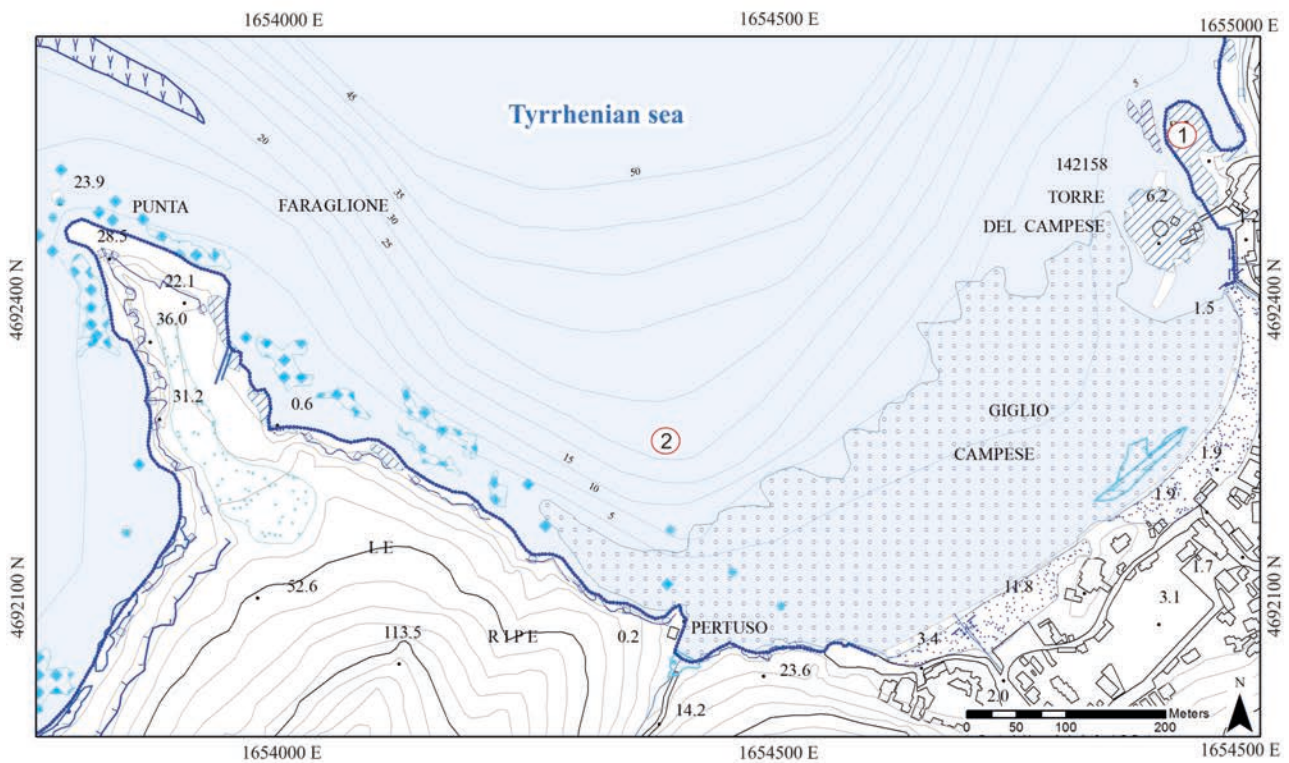 1654000 E
1654500 E
1655000 E
45
20
Tyrrhenian sea
5
1
50
142158
23.9
35
6.2
PUNTA
FARAGLIONE
30
TORRE
1.2
25
DEL CAMPESE
28.5
22.1
4692400 N
4692400 N
36.0
1.5
31.2
0.6
GIGLIO
2
CAMPESE
15
1.9
10
1.9
5
LE
52.6
1.7
11.8
4692100 N
4692100 N
3.1
113.5
RIPE
0.2
PERTUSO
3.4
23.6
2.0
N
14.2
Meters
0 50 100 200
1654000 E
1654500 E
1654500 E